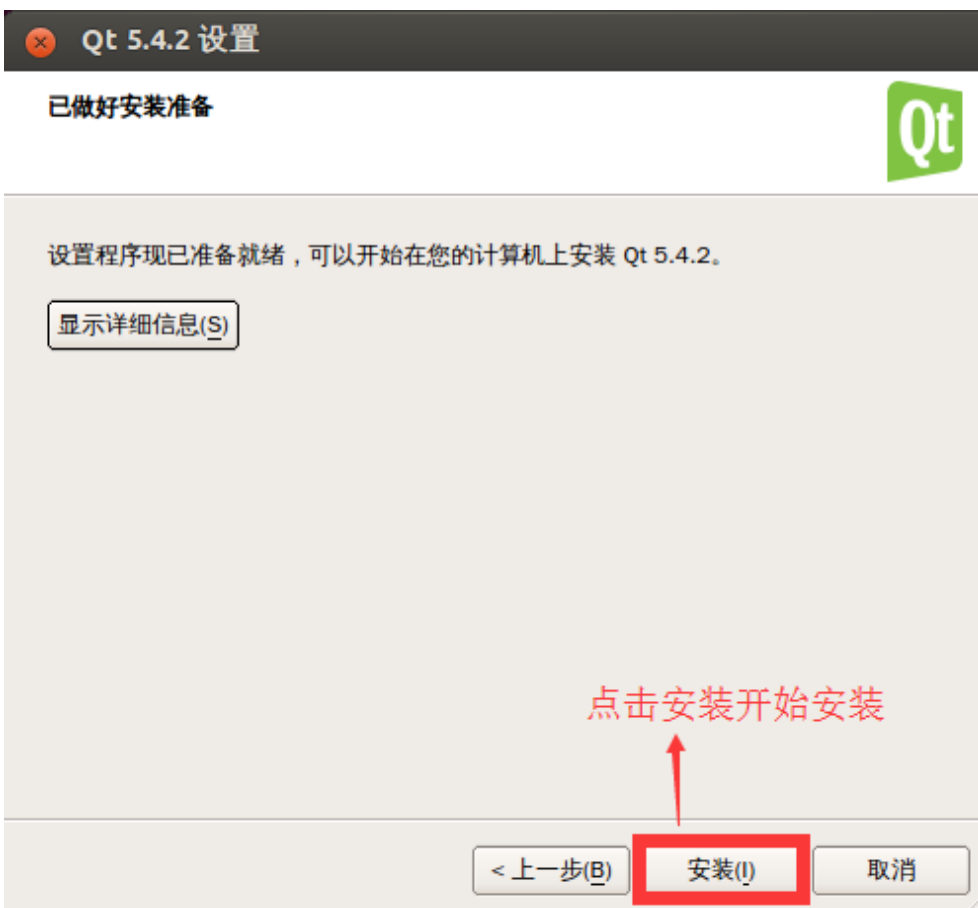 Qt 5.4.2 设置
已做好安装准备
Qt
设置程序现已准备就绪，可以开始在您的计算机上安装 Qt 5.4.2。
显示详细信息(S)
点击安装开始安装
< 上一步(B) 安装(I) 取消